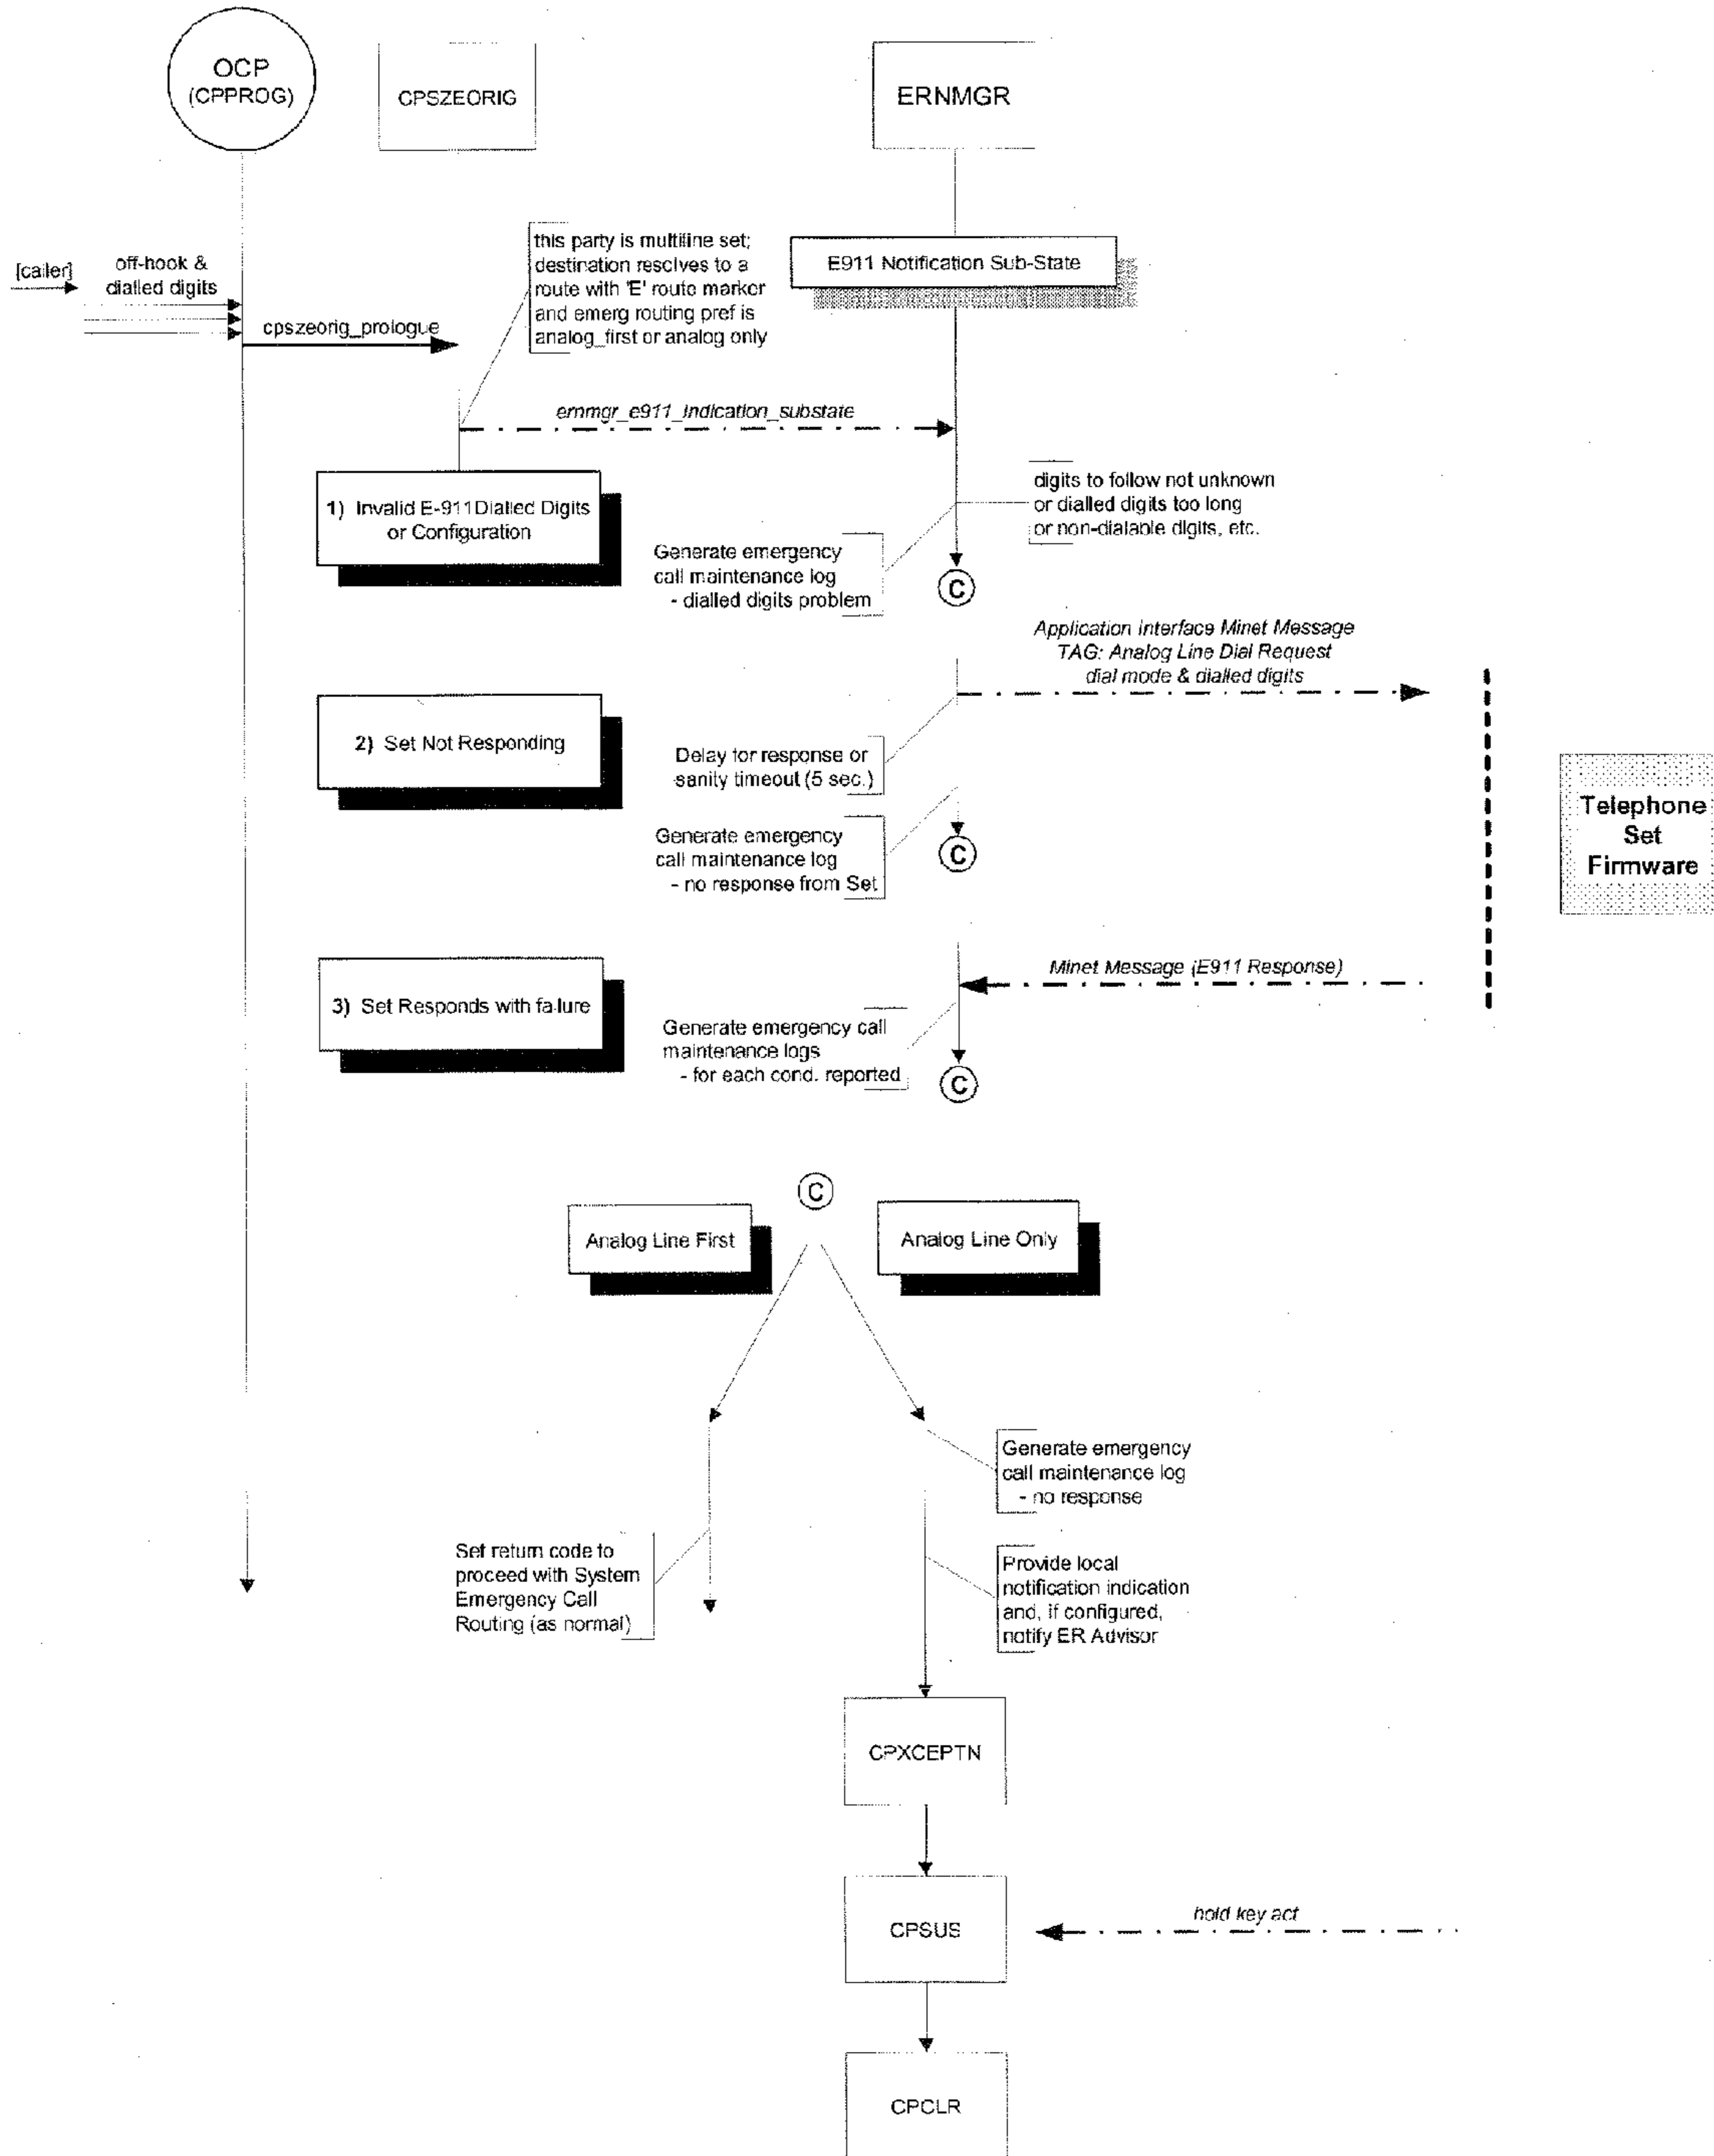 OCP
(CPPROG)
CPSZEORIG
ERNMGR
[caller]
off-hook &
dialled digits
cpszeorig_prologue
this party is multiline set;
destination resolves to a
route with 'E' route marker
and emerg routing pref is
analog_first or analog only
E911 Notification Sub-State
ernmgr_e911_indication_substate
1) Invalid E-911Dialled Digits
or Configuration
digits to follow not unknown
or dialled digits too long
or non-dialable digits, etc.
Generate emergency
call maintenance log
- dialled digits problem
C
Application Interface Minet Message
TAG: Analog Line Dial Request
dial mode & dialled digits
2) Set Not Responding
Delay for response or
sanity timeout (5 sec.)
Generate emergency
call maintenance log
- no response from Set
C
Telephone
Set
Firmware
Minet Message (E911 Response)
3) Set Responds with failure
Generate emergency call
maintenance logs
- for each cond. reported
C
C
Analog Line First
Analog Line Only
Generate emergency
call maintenance log
- no response
Set return code to
proceed with System
Emergency Call
Routing (as normal)
Provide local
notification indication
and, if configured,
notify ER Advisor
CPXCEPTN
CPSUS
hold key act
CPCLR